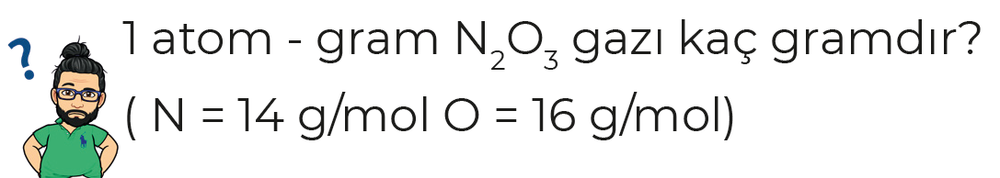 1 atom - gram N₂O₃ gazı kaç gramdır?
( N = 14 g/mol O = 16 g/mol)